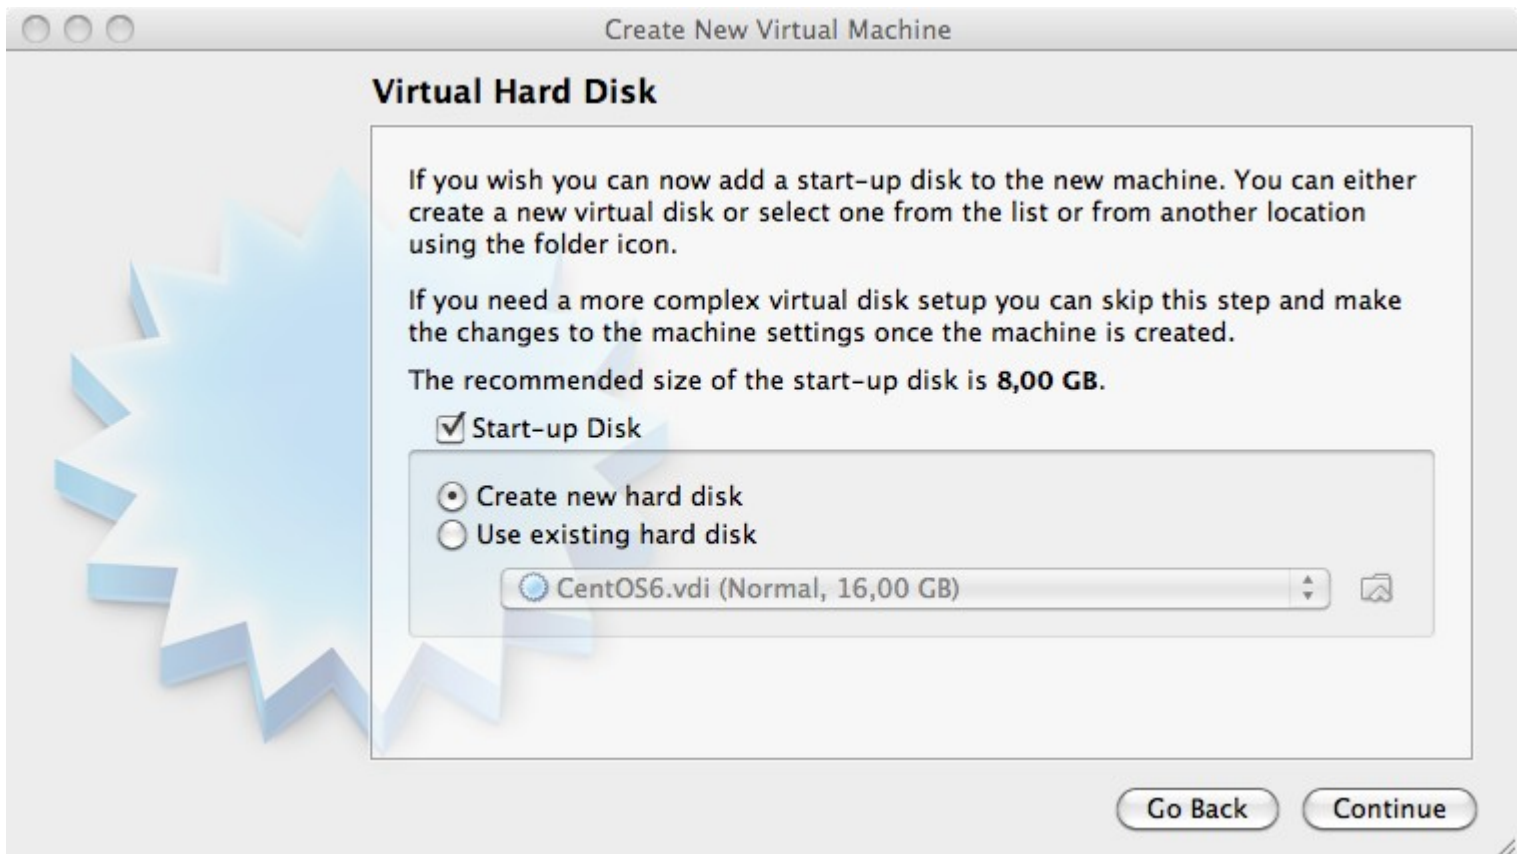 Create New Virtual Machine
Virtual Hard Disk
If you wish you can now add a start-up disk to the new machine. You can either
create a new virtual disk or select one from the list or from another location
using the folder icon.
If you need a more complex virtual disk setup you can skip this step and make
the changes to the machine settings once the machine is created.
The recommended size of the start-up disk is 8,00 GB.
Start-up Disk
Create new hard disk
Use existing hard disk
CentOS6.vdi (Normal, 16,00 GB)
Go Back
Continue